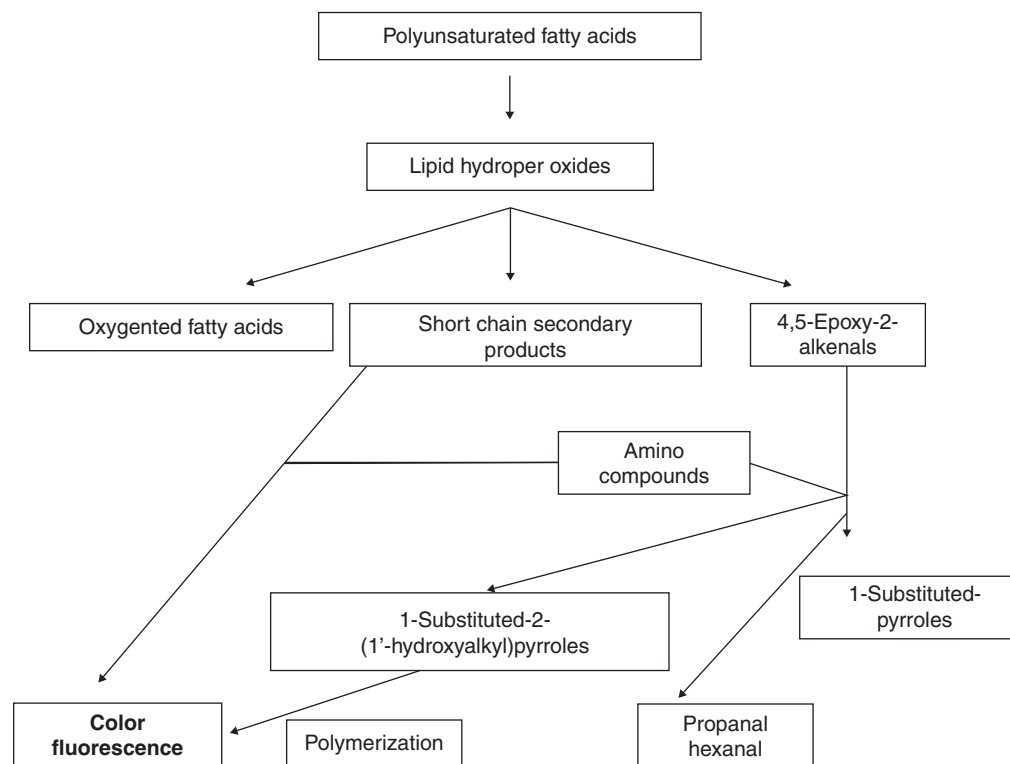 Polyunsaturated fatty acids
Lipid hydroper oxides
Oxygented fatty acids
Short chain secondary
products
4,5-Epoxy-2-
alkenals
Amino
compounds
1-Substituted-2-
(1'-hydroxyalkyl)pyrroles
1-Substituted-
pyrroles
Color
fluorescence
Polymerization
Propanal
hexanal